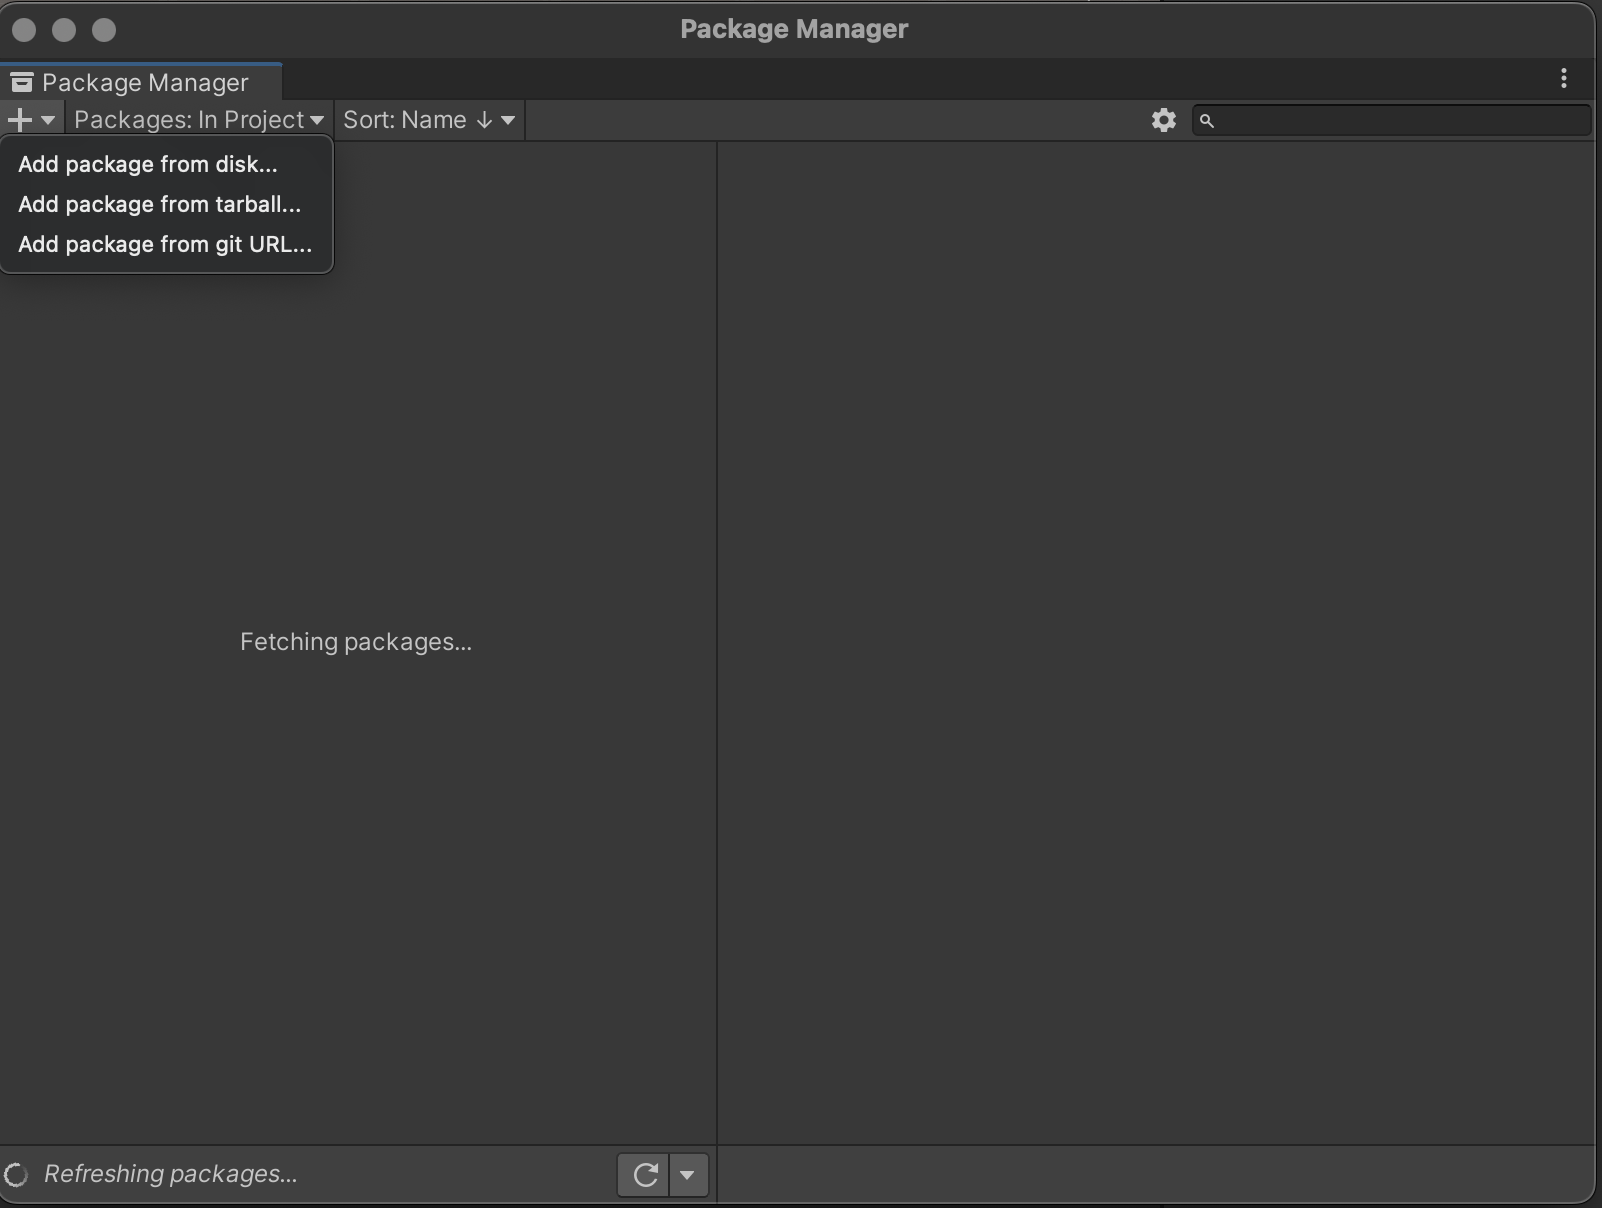 Package Manager
Package Manager
Packages: In Project
Sort: Name ↓
Add package from disk...
Add package from tarball...
Add package from git URL...
Fetching packages...
Refreshing packages...